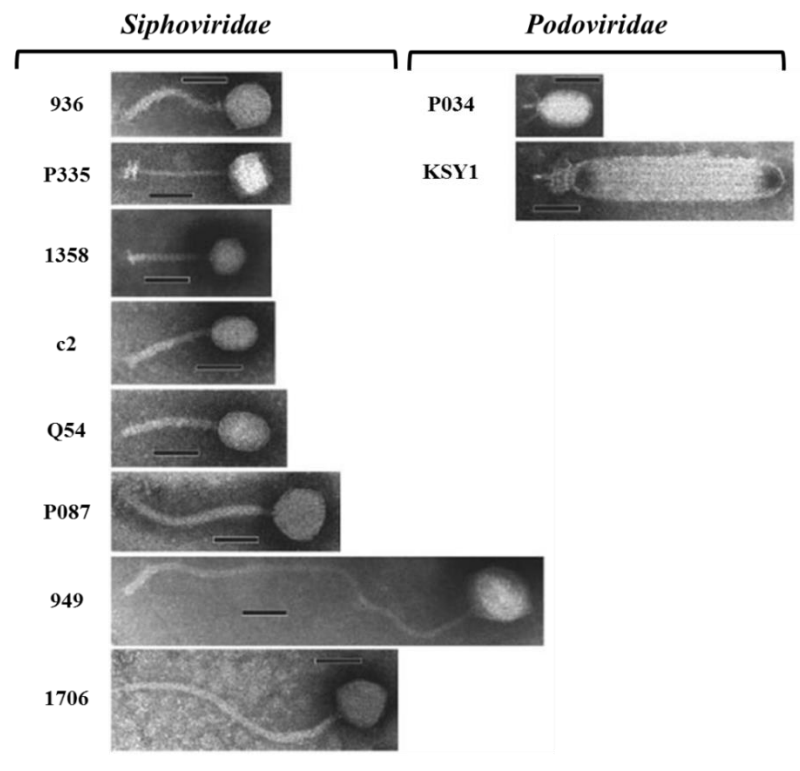 Siphoviridae
Podoviridae
936
P335
1358
c2
Q54
P087
949
1706
P034
KSY1